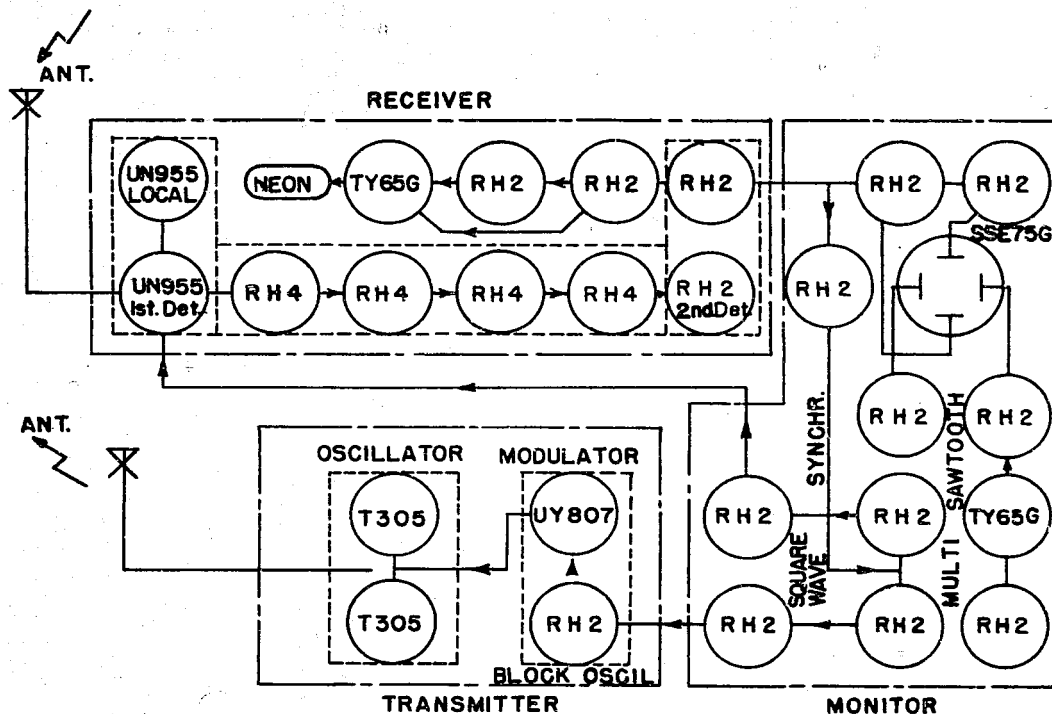 ANT.
RECEIVER
UN955
LOCAL
NEON
TY65G
RH2
RH2
RH2
RH2
RH2
SSE75G
UN955
1st. Det.
RH4
RH4
RH4
RH4
RH2
2nd Det.
RH2
ANT.
OSCILLATOR
MODULATOR
T305
UY807
T305
RH2
BLOCK OSCIL
TRANSMITTER
SYNCHR.
RH2
RH2
SAWTOOTH
MULTI
RH2
SQUARE
WAVE
RH2
TY65G
RH2
RH2
RH2
MONITOR